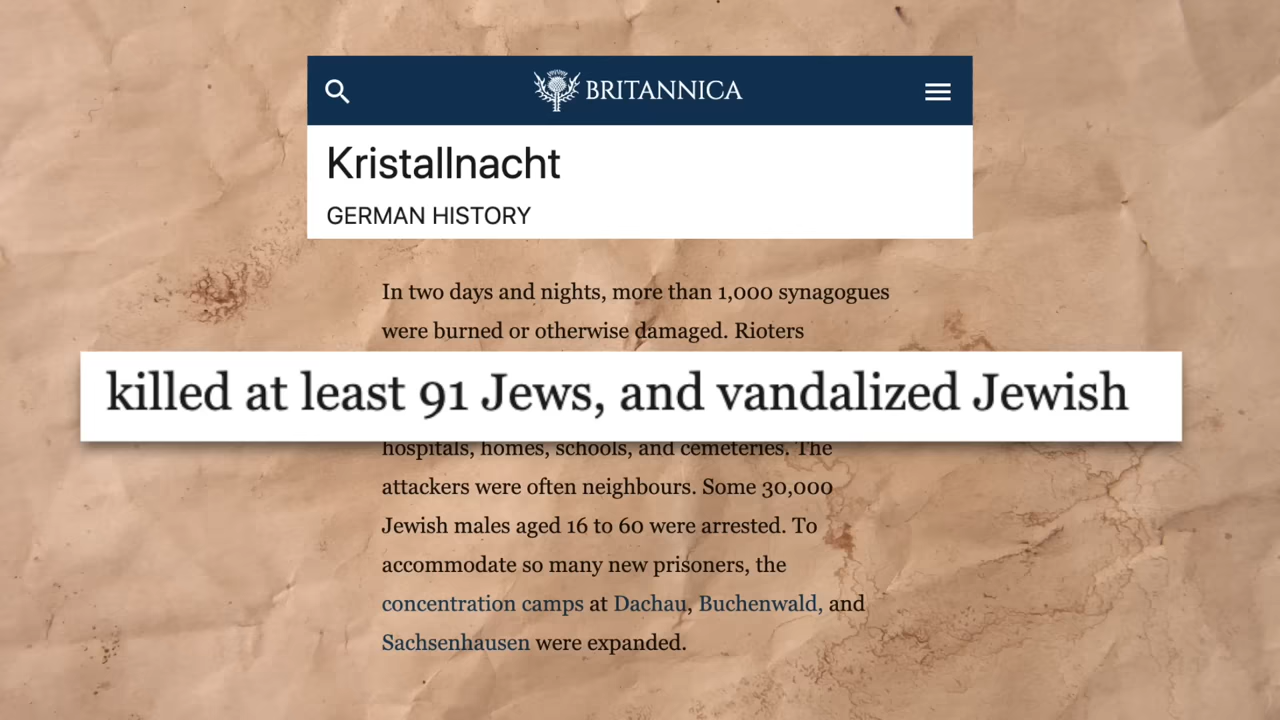 BRITANNICA
Kristallnacht
GERMAN HISTORY
In two days and nights, more than 1,000 synagogues
were burned or otherwise damaged. Rioters
killed at least 91 Jews, and vandalized Jewish
hospitals, homes, schools, and cemeteries. The
attackers were often neighbours. Some 30,000
Jewish males aged 16 to 60 were arrested. To
accommodate so many new prisoners, the
concentration camps at Dachau, Buchenwald, and
Sachsenhausen were expanded.